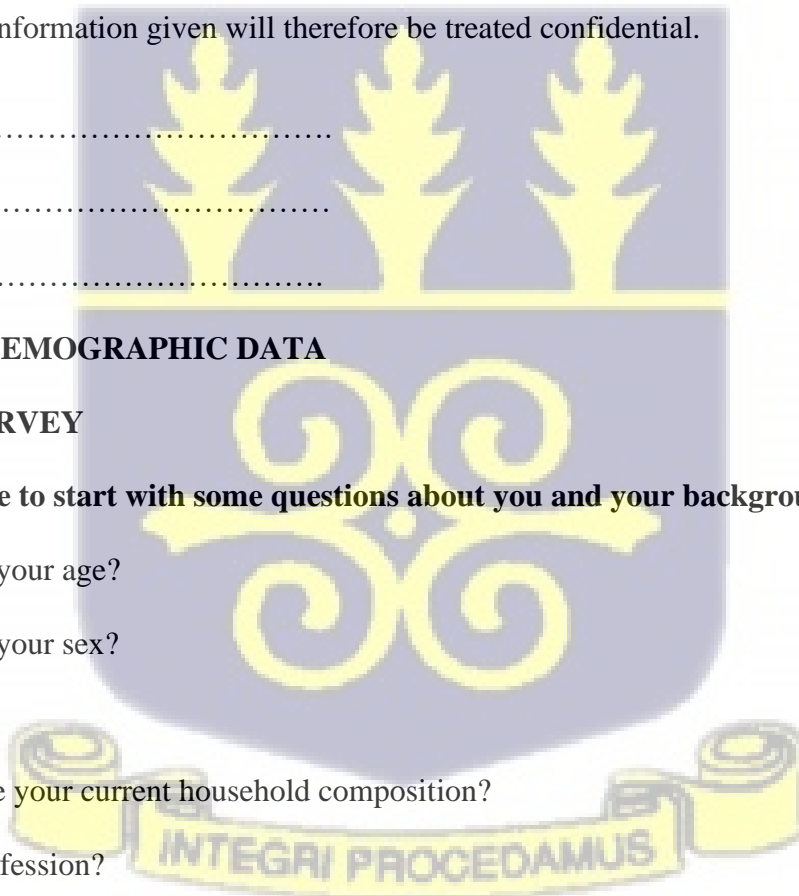 nformation given will therefore be treated confidential.
……………………………….
………………………………
……………………………….
EMOGRAPHIC DATA
RVEY
e to start with some questions about you and your backgrou
your age?
your sex?
e your current household composition?
fession?
INTEGRI PROCEDAMUS